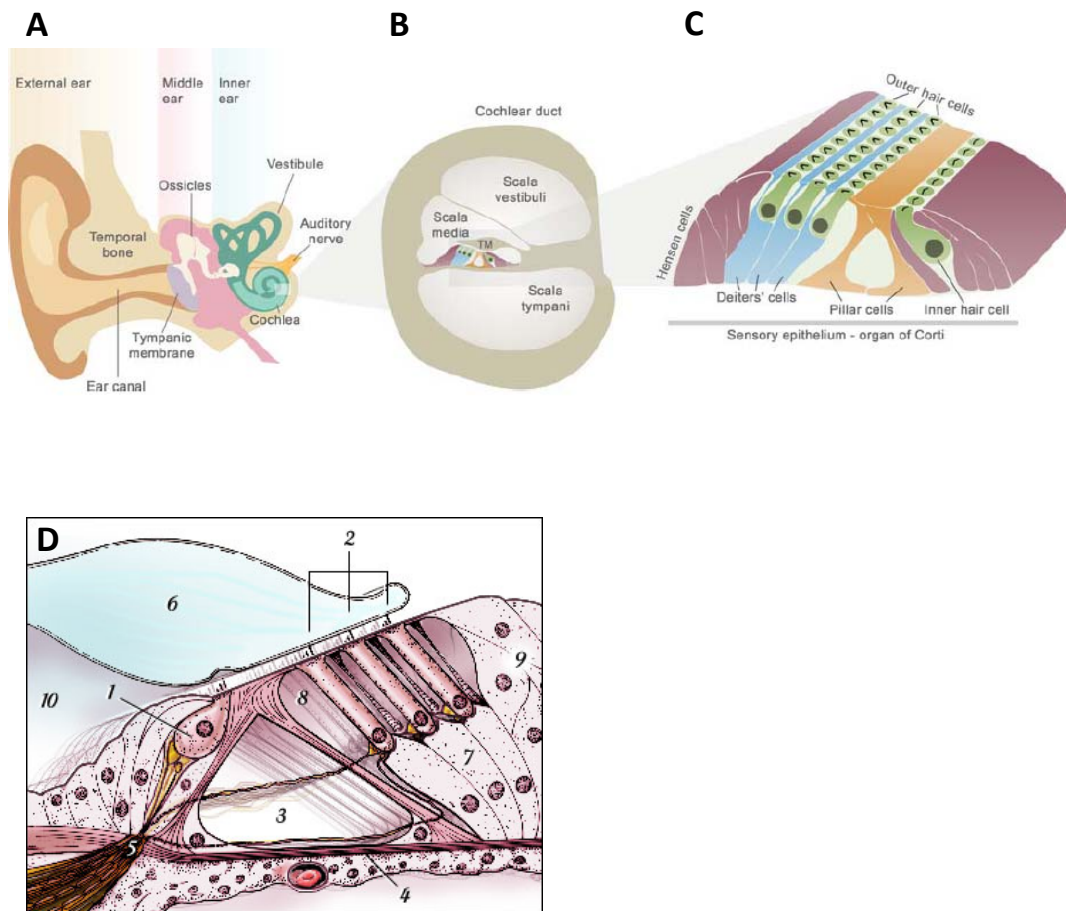 A
B
C
External ear
Middle
ear
Inner
ear
Ossicles
Vestibule
Temporal
bone
Auditory
nerve
Tympanic
membrane
Cochlea
Ear canal
Cochlear duct
Scala
vestibuli
Scala
media
TM
Scala
tympani
Outer hair cells
Hensen cells
Deiters' cells
Pillar cells
Inner hair cell
Sensory epithelium - organ of Corti
D
2
6
9
1
10
8
7
3
5
4